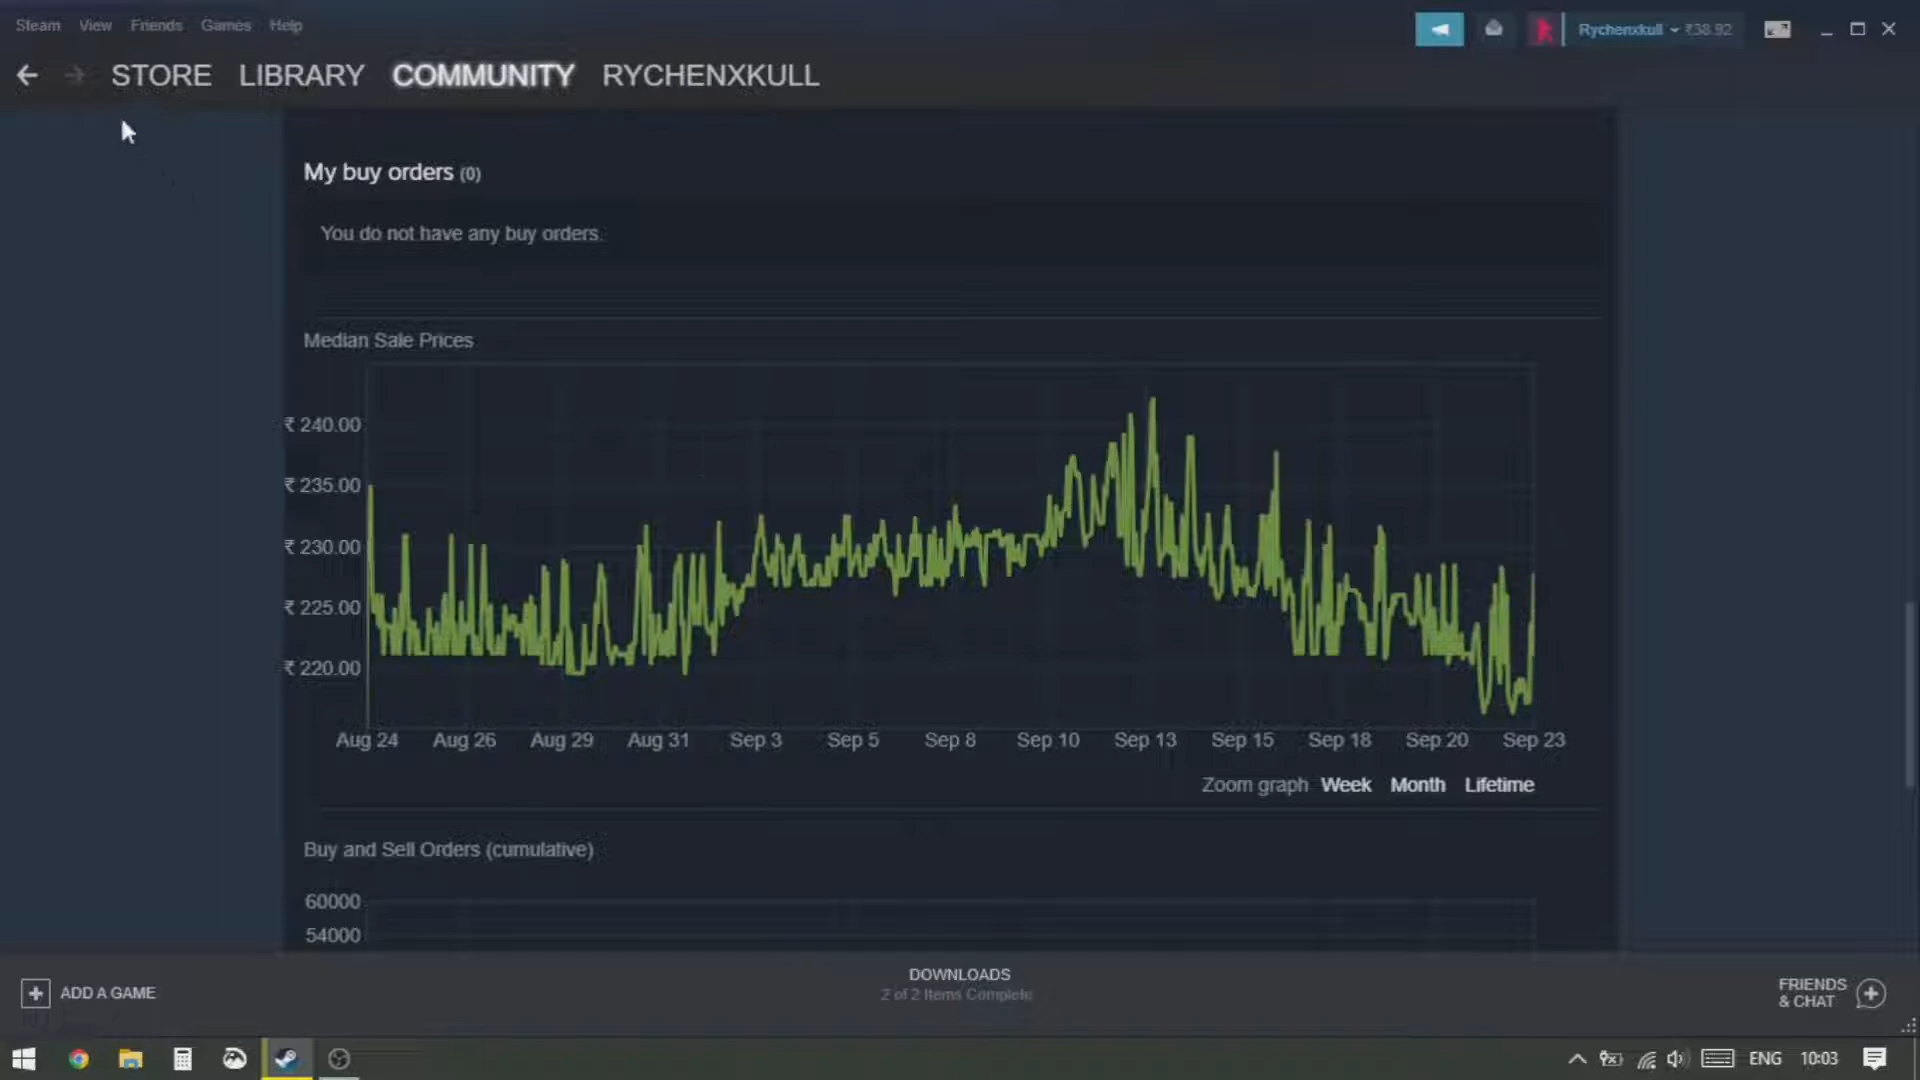 Steam View Friends Games Help
Rychenxkull ₹38.92
STORE LIBRARY COMMUNITY RYCHENXKULL
My buy orders (0)
You do not have any buy orders.
Median Sale Prices
₹ 240.00
₹ 235.00
₹ 230.00
₹ 225.00
₹ 220.00
Aug 24 Aug 26 Aug 29 Aug 31 Sep 3 Sep 5 Sep 8 Sep 10 Sep 13 Sep 15 Sep 18 Sep 20 Sep 23
Zoom graph Week Month Lifetime
Buy and Sell Orders (cumulative)
60000
54000
+ ADD A GAME
DOWNLOADS
2 of 2 Items Complete
FRIENDS
& CHAT
ENG 10:03